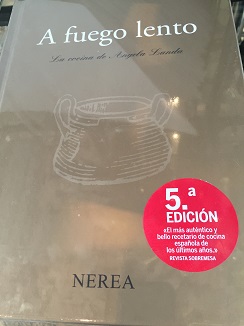 A fuego lento
La cocina de Angela Landa
5.ª
EDICIÓN
«El más auténtico y
bello recetario de cocina
española de
los últimos años.»
REVISTA SOBREMESA
NEREA